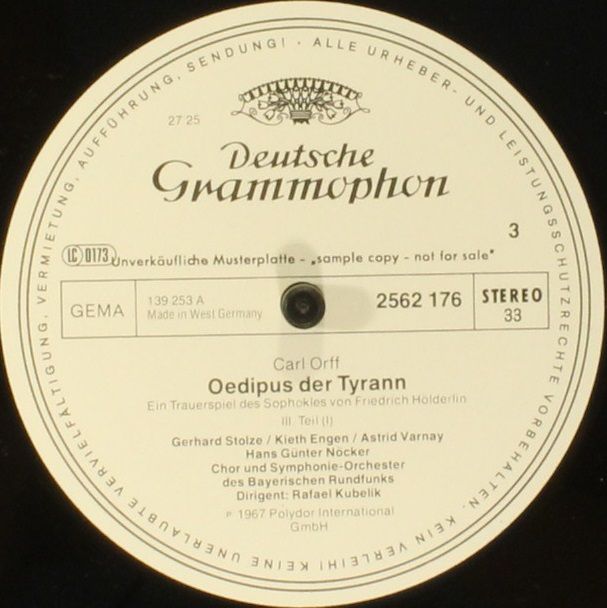 ALLE URHEBER- UND LEISTUNGSSCHUTZRECHTE VORBEHALTEN · KEIN VERLEIH! KEINE UNERLAUBTE VERVIELFÄLTIGUNG, VERMIETUNG, AUFFÜHRUNG, SENDUNG! ·
27 25
Deutsche
Grammophon
3
LC 0173
Unverkäufliche Musterplatte - „sample copy - not for sale"
GEMA
139 253 A
Made in West Germany
2562 176
STEREO
33
Carl Orff
Oedipus der Tyrann
Ein Trauerspiel des Sophokles von Friedrich Hölderlin
III. Teil (I)
Gerhard Stolze / Kieth Engen / Astrid Varnay
Hans Günter Nöcker
Chor und Symphonie-Orchester
des Bayerischen Rundfunks
Dirigent: Rafael Kubelik
℗ 1967 Polydor International
GmbH